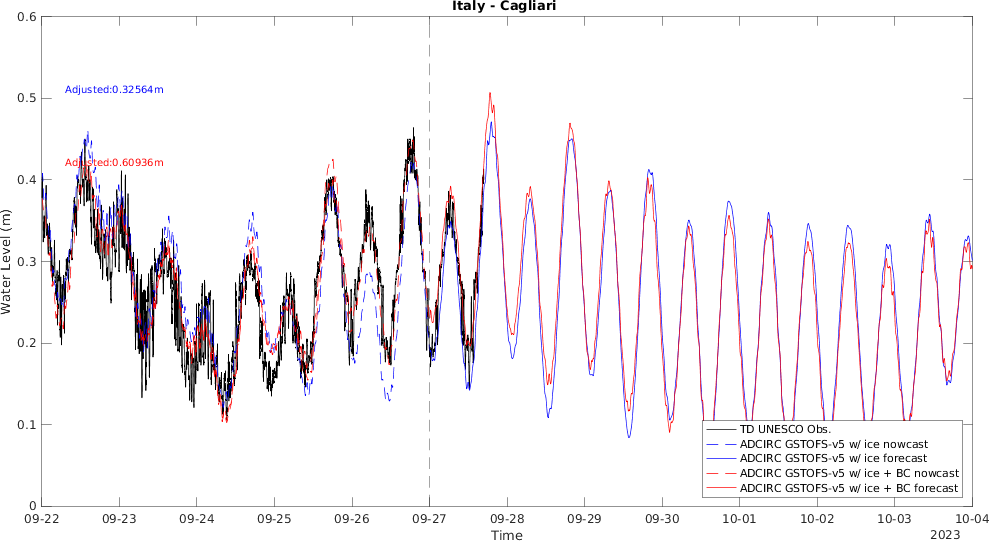 Italy - Cagliari
0.6
0.5
0.4
0.3
0.2
0.1
0
Water Level (m)
Adjusted:0.32564m
Adjusted:0.60936m
TD UNESCO Obs.
ADCIRC GSTOFS-v5 w/ ice nowcast
ADCIRC GSTOFS-v5 w/ ice forecast
ADCIRC GSTOFS-v5 w/ ice + BC nowcast
ADCIRC GSTOFS-v5 w/ ice + BC forecast
09-22 09-23 09-24 09-25 09-26 09-27 09-28 09-29 09-30 10-01 10-02 10-03 10-04
Time
2023